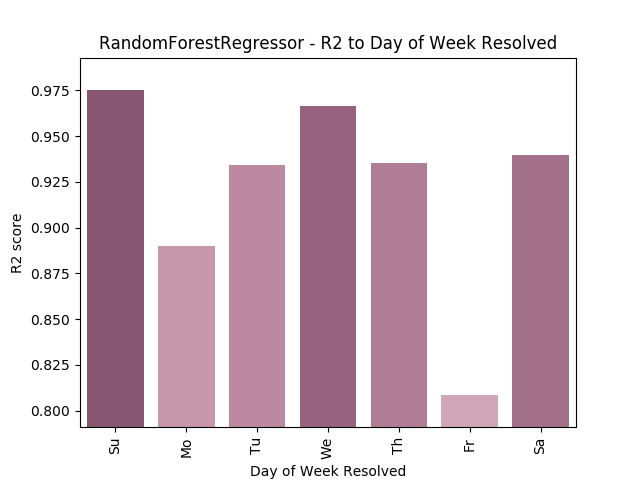 RandomForestRegressor - R2 to Day of Week Resolved
0.975
0.950
0.925
0.900
0.875
0.850
0.825
0.800
R2 score
Su
Mo
Tu
We
Th
Fr
Sa
Day of Week Resolved